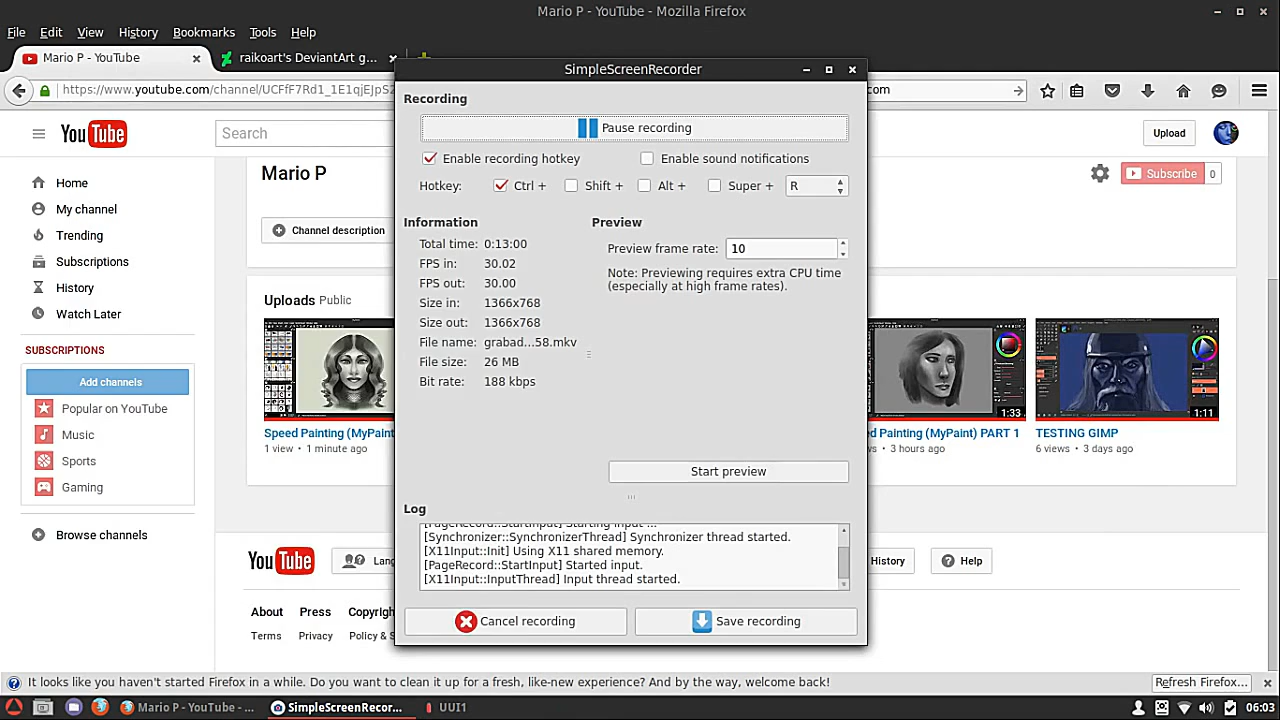 Mario P - YouTube - Mozilla Firefox
File Edit View History Bookmarks Tools Help
Mario P - YouTube
raikoart's DeviantArt g...
SimpleScreenRecorder
https://www.youtube.com/channel/UCFfF7Rd1_1E1qjEJpS
com
YouTube
Search
Upload
Home
My channel
Trending
Subscriptions
History
Watch Later
SUBSCRIPTIONS
Add channels
Popular on YouTube
Music
Sports
Gaming
Browse channels
Mario P
Subscribe 0
Channel description
Uploads Public
Speed Painting (MyPaint
1 view • 1 minute ago
1:33
d Painting (MyPaint) PART 1
s • 3 hours ago
1:11
TESTING GIMP
6 views • 3 days ago
Recording
Pause recording
Enable recording hotkey
Enable sound notifications
Hotkey: Ctrl + Shift + Alt + Super + R
Information
Total time: 0:13:00
FPS in: 30.02
FPS out: 30.00
Size in: 1366x768
Size out: 1366x768
File name: grabad...58.mkv
File size: 26 MB
Bit rate: 188 kbps
Preview
Preview frame rate: 10
Note: Previewing requires extra CPU time
(especially at high frame rates).
Start preview
Log
[PageRecord::StartInput] Starting input ...
[Synchronizer::SynchronizerThread] Synchronizer thread started.
[X11Input::Init] Using X11 shared memory.
[PageRecord::StartInput] Started input.
[X11Input::InputThread] Input thread started.
Cancel recording
Save recording
YouTube
Lang
History
Help
About Press Copyrigh
Terms Privacy Policy &
It looks like you haven't started Firefox in a while. Do you want to clean it up for a fresh, like-new experience? And by the way, welcome back!
Refresh Firefox...
Mario P - YouTube - ...
SimpleScreenRecor...
UUI1
06:03